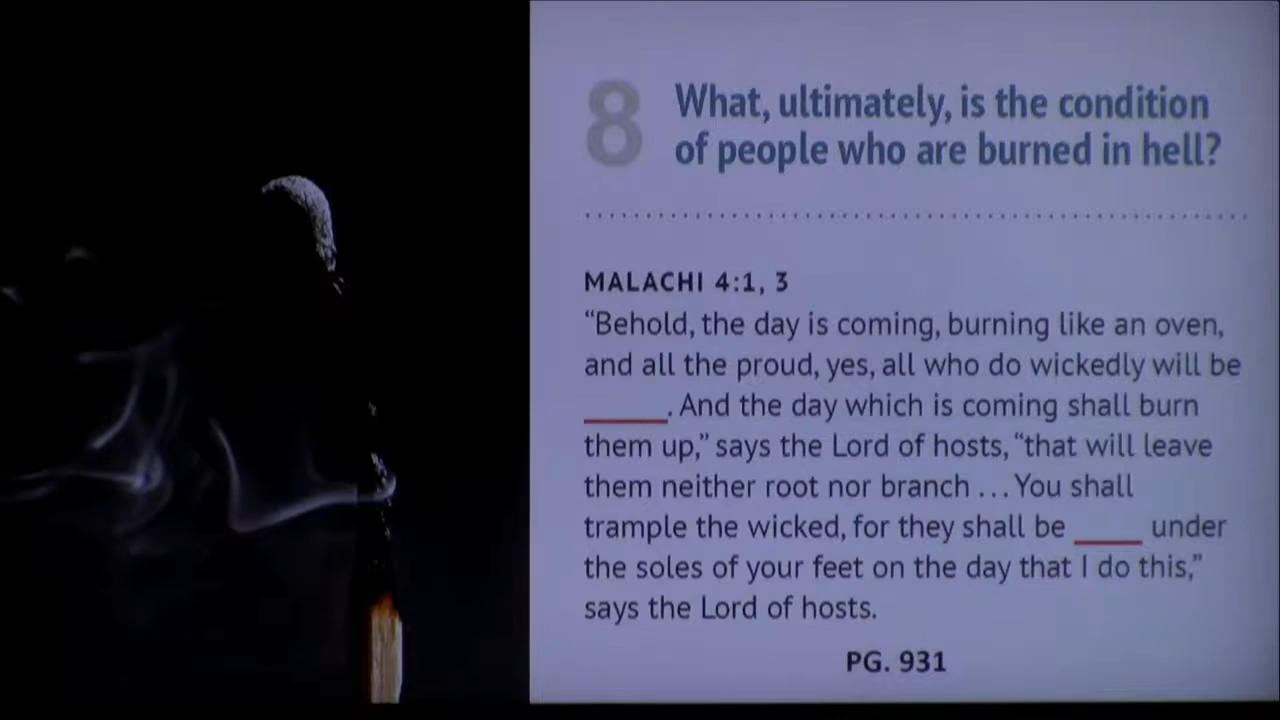 8
What, ultimately, is the condition
of people who are burned in hell?
MALACHI 4:1, 3
“Behold, the day is coming, burning like an oven,
and all the proud, yes, all who do wickedly will be
______. And the day which is coming shall burn
them up,” says the Lord of hosts, “that will leave
them neither root nor branch ... You shall
trample the wicked, for they shall be _____ under
the soles of your feet on the day that I do this,”
says the Lord of hosts.
PG. 931